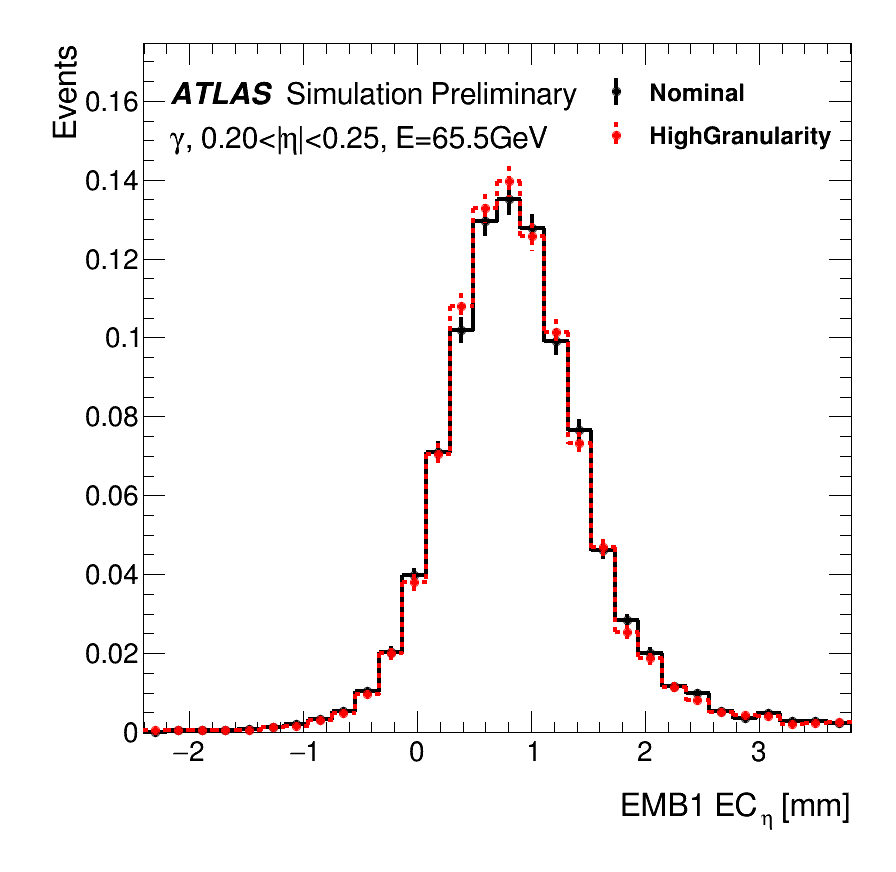 Events
ATLAS Simulation Preliminary
γ, 0.20<|η|<0.25, E=65.5GeV
Nominal
HighGranularity
0.16
0.14
0.12
0.1
0.08
0.06
0.04
0.02
0
−2 −1 0 1 2 3
EMB1 EC η [mm]